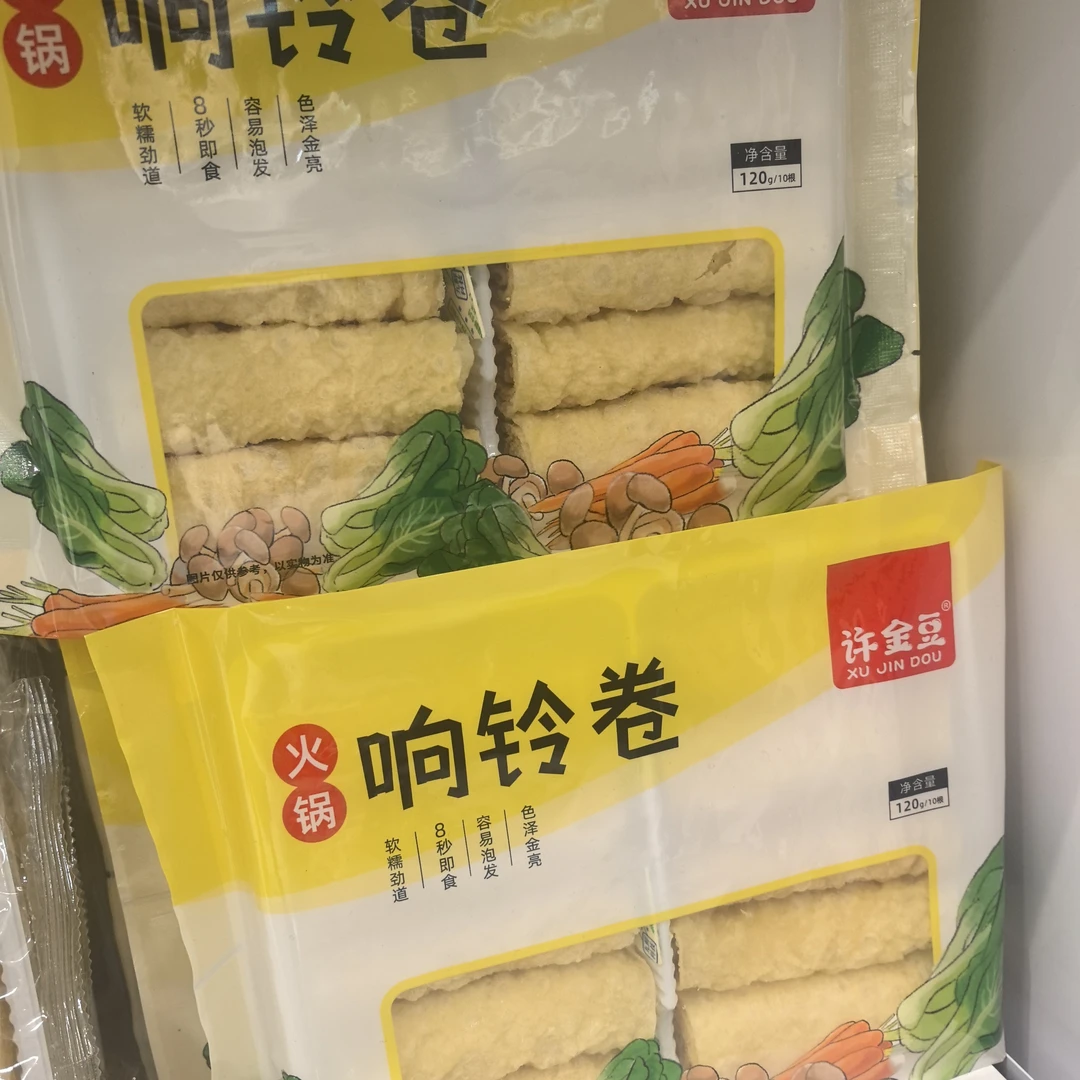 锅
响铃卷
XU JIN DOU
软糯劲道
8秒即食
容易泡发
色泽金亮
净含量
120g/10根
图片仅供参考，以实物为准
许金豆®
XU JIN DOU
火锅
响铃卷
软糯劲道
8秒即食
容易泡发
色泽金亮
净含量
120g/10根